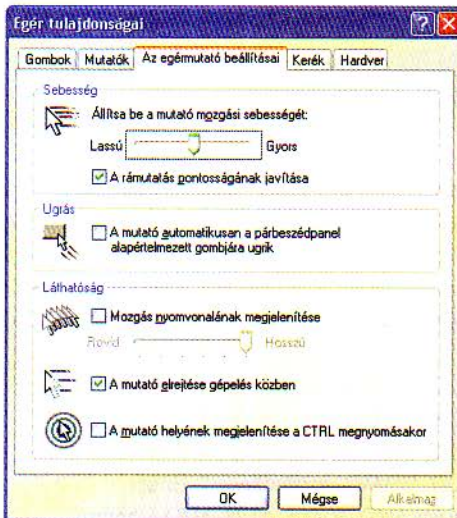 Egér tulajdonságai
Gombok Mutatók Az egérmutató beállításai Kerék Hardver
Sebesség
Állítsa be a mutató mozgási sebességét:
Lassú Gyors
A rámutatás pontosságának javítása
Ugrás
A mutató automatikusan a párbeszédpanel
alapértelmezett gombjára ugrik
Láthatóság
Mozgás nyomvonalának megjelenítése
Rövid Hosszú
A mutató elrejtése gépelés közben
A mutató helyének megjelenítése a CTRL megnyomásakor
OK Mégse Alkalmaz